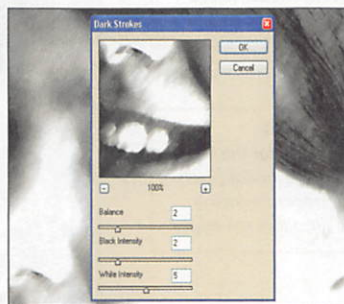 Dark Strokes
OK
Cancel
100%
Balance 2
Black Intensity 2
White Intensity 5